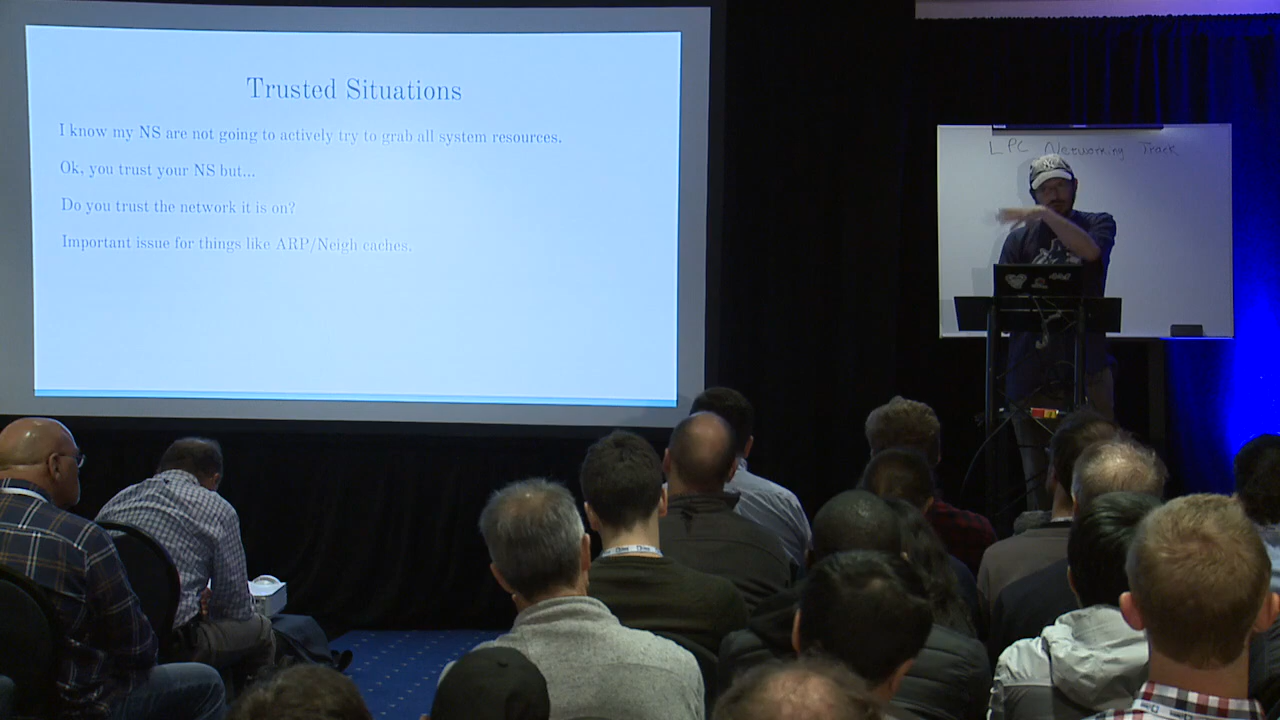 Trusted Situations
I know my NS are not going to actively try to grab all system resources.
Ok, you trust your NS but...
Do you trust the network it is on?
Important issue for things like ARP/Neigh caches.
LPC Networking Track